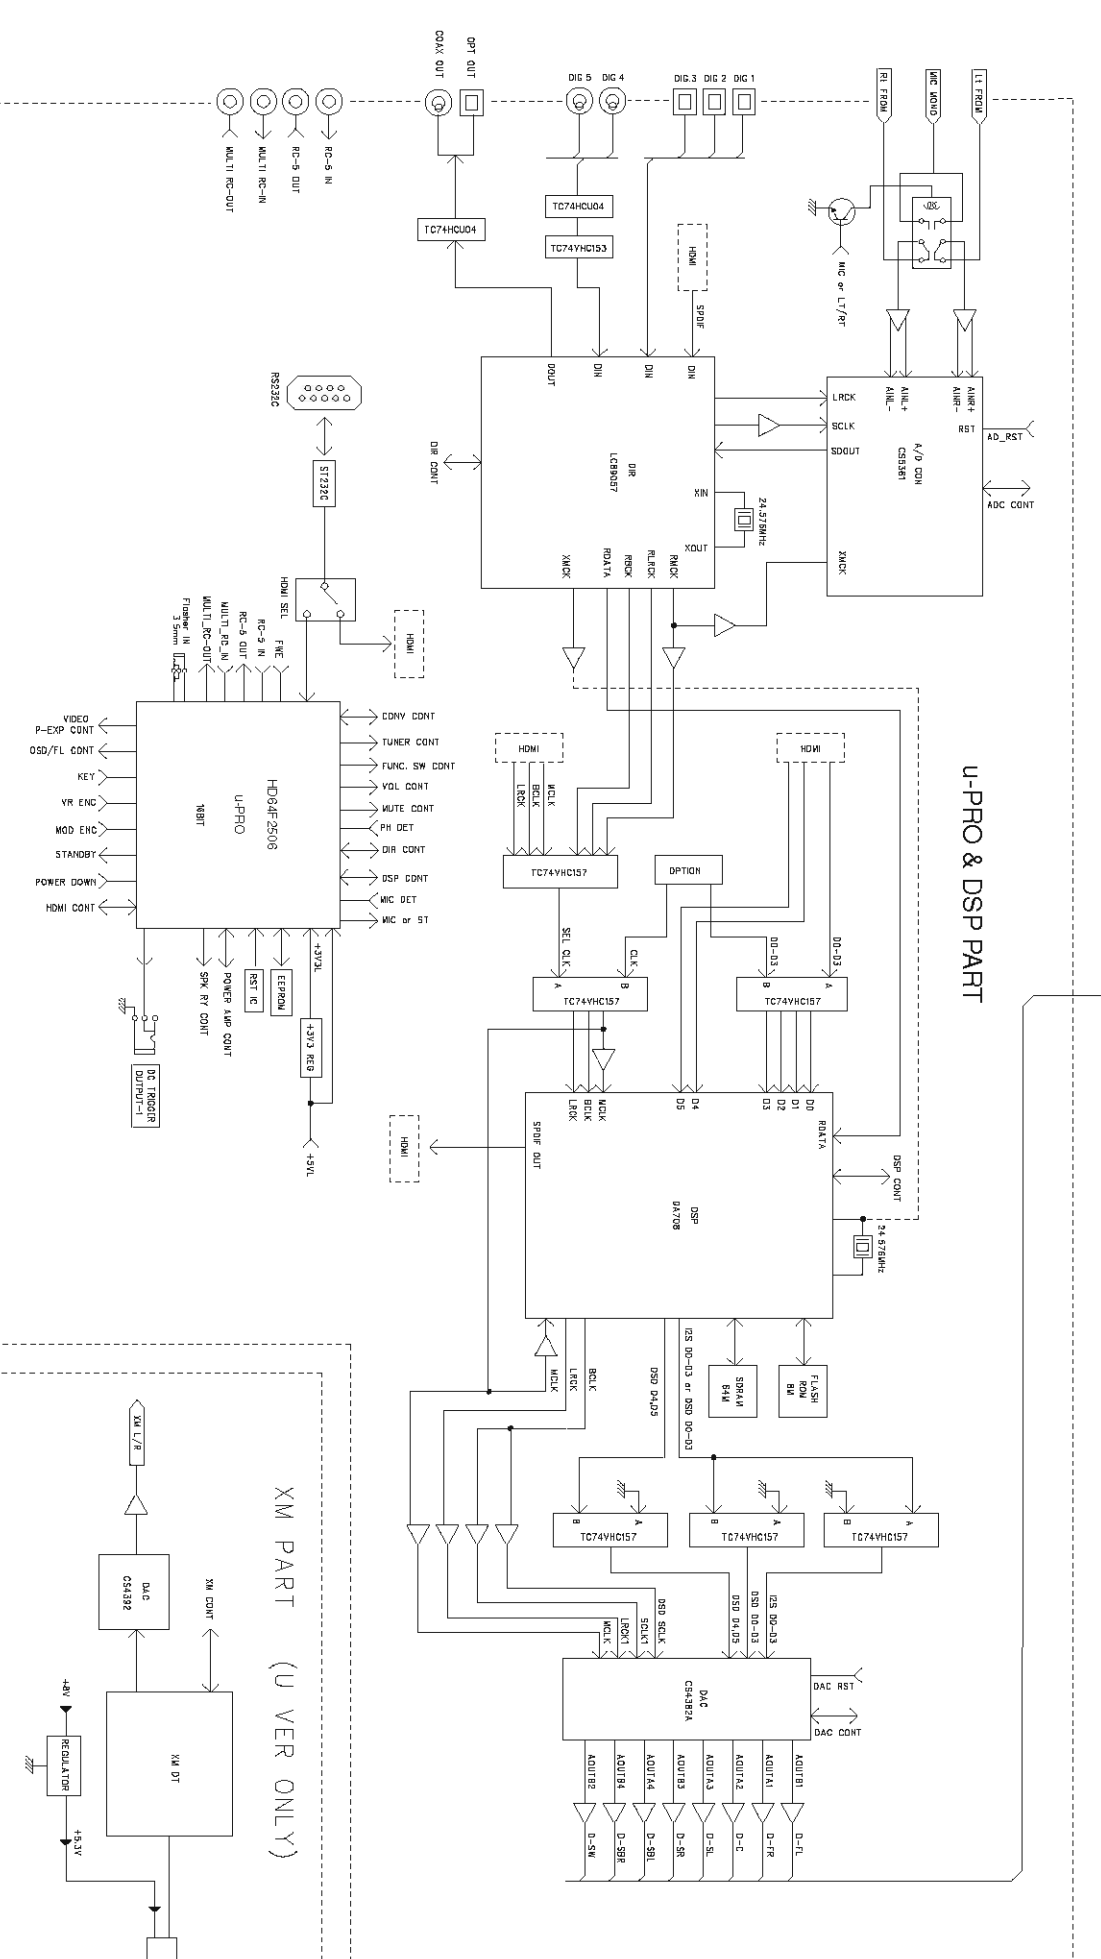 COAX OUT
OPT OUT
DIG 5
DIG 4
DIG.3
DIG 2
DIG 1
Rt FROM
MIC MONO
Lt FROM
MULTI RC-OUT
MULTI RC-IN
RC-5 OUT
RC-5 IN
TC74HCU04
TC74HCU04
TC74VHC153
HDMI
SPDIF
MIC or LT/RT
DOUT
DIN
DIN
DIN
DIR
LC89057
XIN
XOUT
24.576MHz
XMCK
RDATA
RBCK
RLRCK
RMCK
DIR CONT
AINL-
AINL+
AINR-
AINR+
LRCK
SCLK
SDOUT
RST
A/D CON
CS5361
XMCK
AD_RST
ADC CONT
RS232C
ST232C
HDMI SEL
HDMI
Flasher IN
3.5mm
MULTI_RC-OUT
MULTI_RC_IN
RC-5 OUT
RC-5 IN
FWE
VIDEO
P-EXP CONT
OSD/FL CONT
KEY
VR ENC
MOD ENC
STANDBY
POWER DOWN
HDMI CONT
HD64F2506
u-PRO
16BIT
CONV CONT
TUNER CONT
FUNC. SW CONT
VOL CONT
MUTE CONT
PH DET
DIR CONT
DSP CONT
MIC DET
MIC or ST
SPK RY CONT
POWER AMP CONT
RST IC
EEPROM
+3V3L
+3V3 REG
+5VL
DC TRIGGER
OUTPUT-1
u-PRO & DSP PART
HDMI
LRCK
BCLK
MCLK
HDMI
TC74VHC157
OPTION
SEL CLK
CLK
D0-D3
D0-D3
A
B
TC74VHC157
B
A
TC74VHC157
LRCK
BCLK
MCLK
D5
D4
D3
D2
D1
D0
RDATA
SPDIF OUT
HDMI
DSP
DA708
DSP CONT
24.576MHz
MCLK
LRCK
BCLK
DSD D4,D5
I2S D0-D3 or DSD D0-D3
SDRAM
64M
FLASH
ROM
8M
B
A
TC74VHC157
B
A
TC74VHC157
B
A
TC74VHC157
MCLK
LRCK1
SCLK1
DSD SCLK
DSD D4,D5
DSD D0-D3
I2S D0-D3
DAC
CS4382A
DAC RST
DAC CONT
AOUTB2
AOUTB4
AOUTA4
AOUTB3
AOUTA3
AOUTA2
AOUTA1
AOUTB1
D-SW
D-SBR
D-SBL
D-SR
D-SL
D-C
D-FR
D-FL
XM PART (U VER ONLY)
XM L/R
DAC
CS4392
XM CONT
XM DT
+8V
REGULATOR
+5.3V